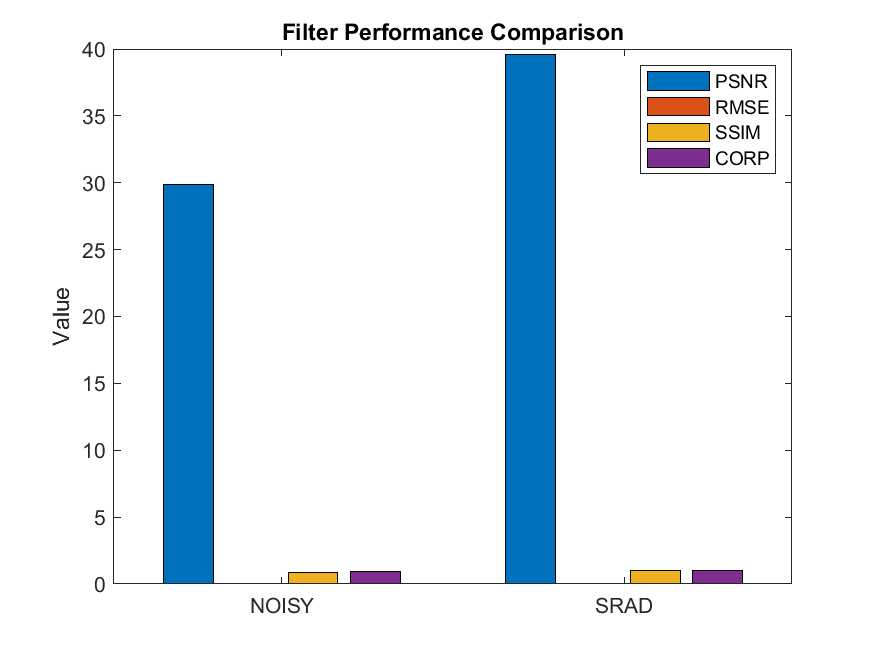 Filter Performance Comparison
40
35
30
25
20
15
10
5
0
Value
NOISY
SRAD
PSNR
RMSE
SSIM
CORP